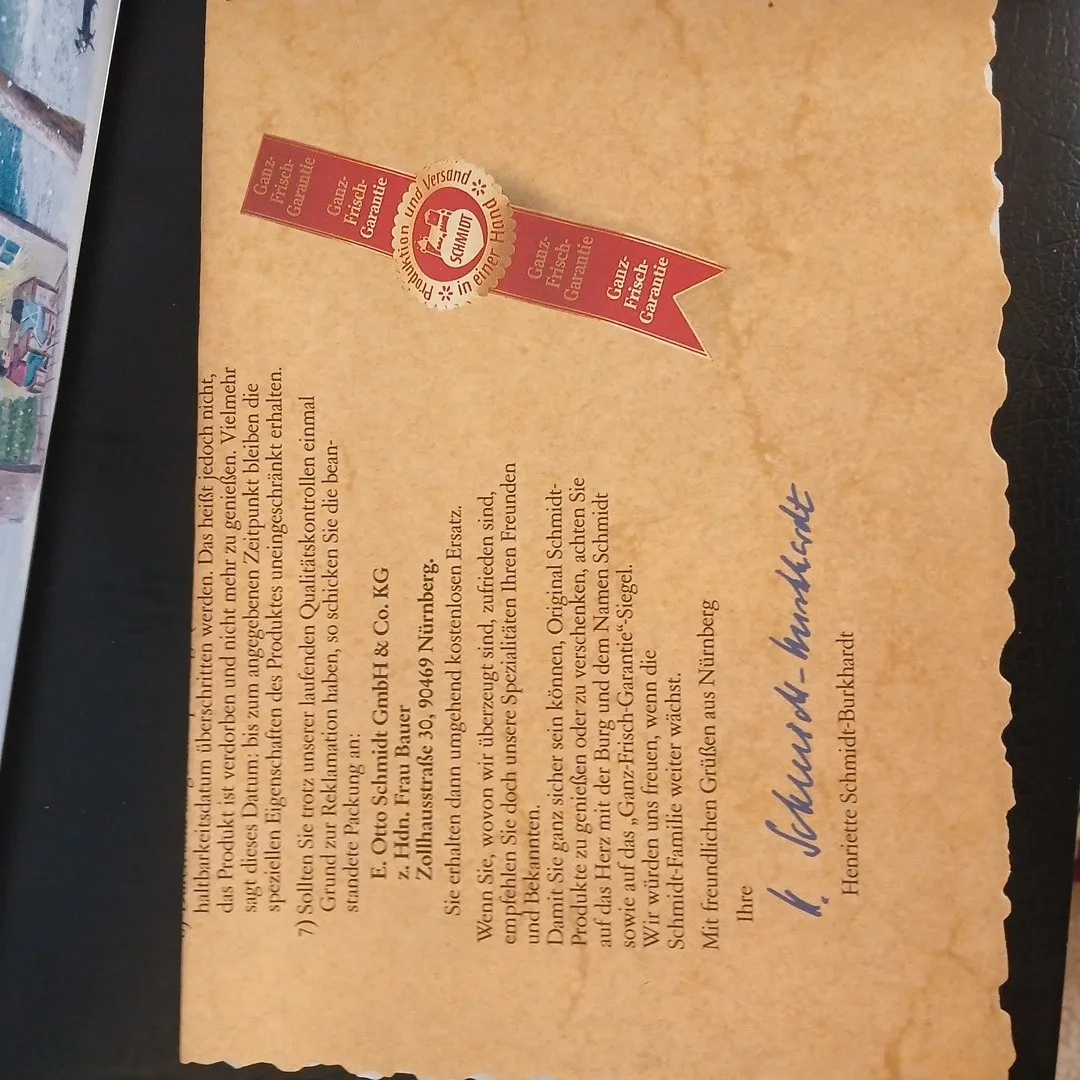 haltbarkeitsdatum überschritten werden. Das heißt jedoch nicht,
das Produkt ist verdorben und nicht mehr zu genießen. Vielmehr
sagt dieses Datum; bis zum angegebenen Zeitpunkt bleiben die
speziellen Eigenschaften des Produktes uneingeschränkt erhalten.
7) Sollten Sie trotz unserer laufenden Qualitätskontrollen einmal
Grund zur Reklamation haben, so schicken Sie die bean-
standete Packung an:
E. Otto Schmidt GmbH & Co. KG
z. Hdn. Frau Bauer
Zollhausstraße 30, 90469 Nürnberg.
Sie erhalten dann umgehend kostenlosen Ersatz.
Wenn Sie, wovon wir überzeugt sind, zufrieden sind,
empfehlen Sie doch unsere Spezialitäten Ihren Freunden
und Bekannten.
Damit Sie ganz sicher sein können, Original Schmidt-
Produkte zu genießen oder zu verschenken, achten Sie
auf das Herz mit der Burg und dem Namen Schmidt
sowie auf das „Ganz-Frisch-Garantie“-Siegel.
Wir würden uns freuen, wenn die
Schmidt-Familie weiter wächst.
Mit freundlichen Grüßen aus Nürnberg
Ihre
H. Schmidt-Burkhardt
Henriette Schmidt-Burkhardt
Ganz-
Frisch-
Garantie
Ganz-
Frisch-
Garantie
Produktion und Versand
SCHMIDT
in einer Hand
Ganz-
Frisch-
Garantie
Ganz-
Frisch-
Garantie